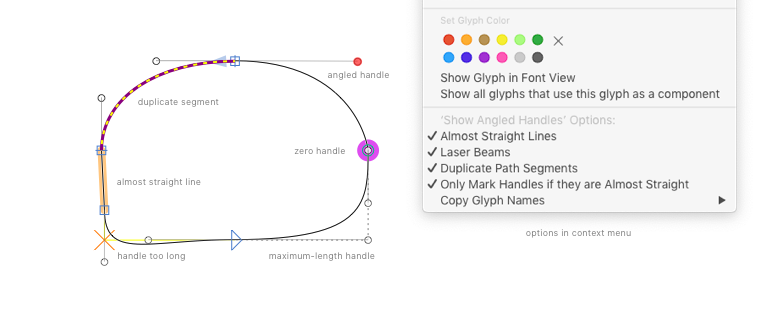 angled handle
duplicate segment
zero handle
almost straight line
handle too long
maximum-length handle
Set Glyph Color
Show Glyph in Font View
Show all glyphs that use this glyph as a component
'Show Angled Handles' Options:
Almost Straight Lines
Laser Beams
Duplicate Path Segments
Only Mark Handles if they are Almost Straight
Copy Glyph Names
options in context menu